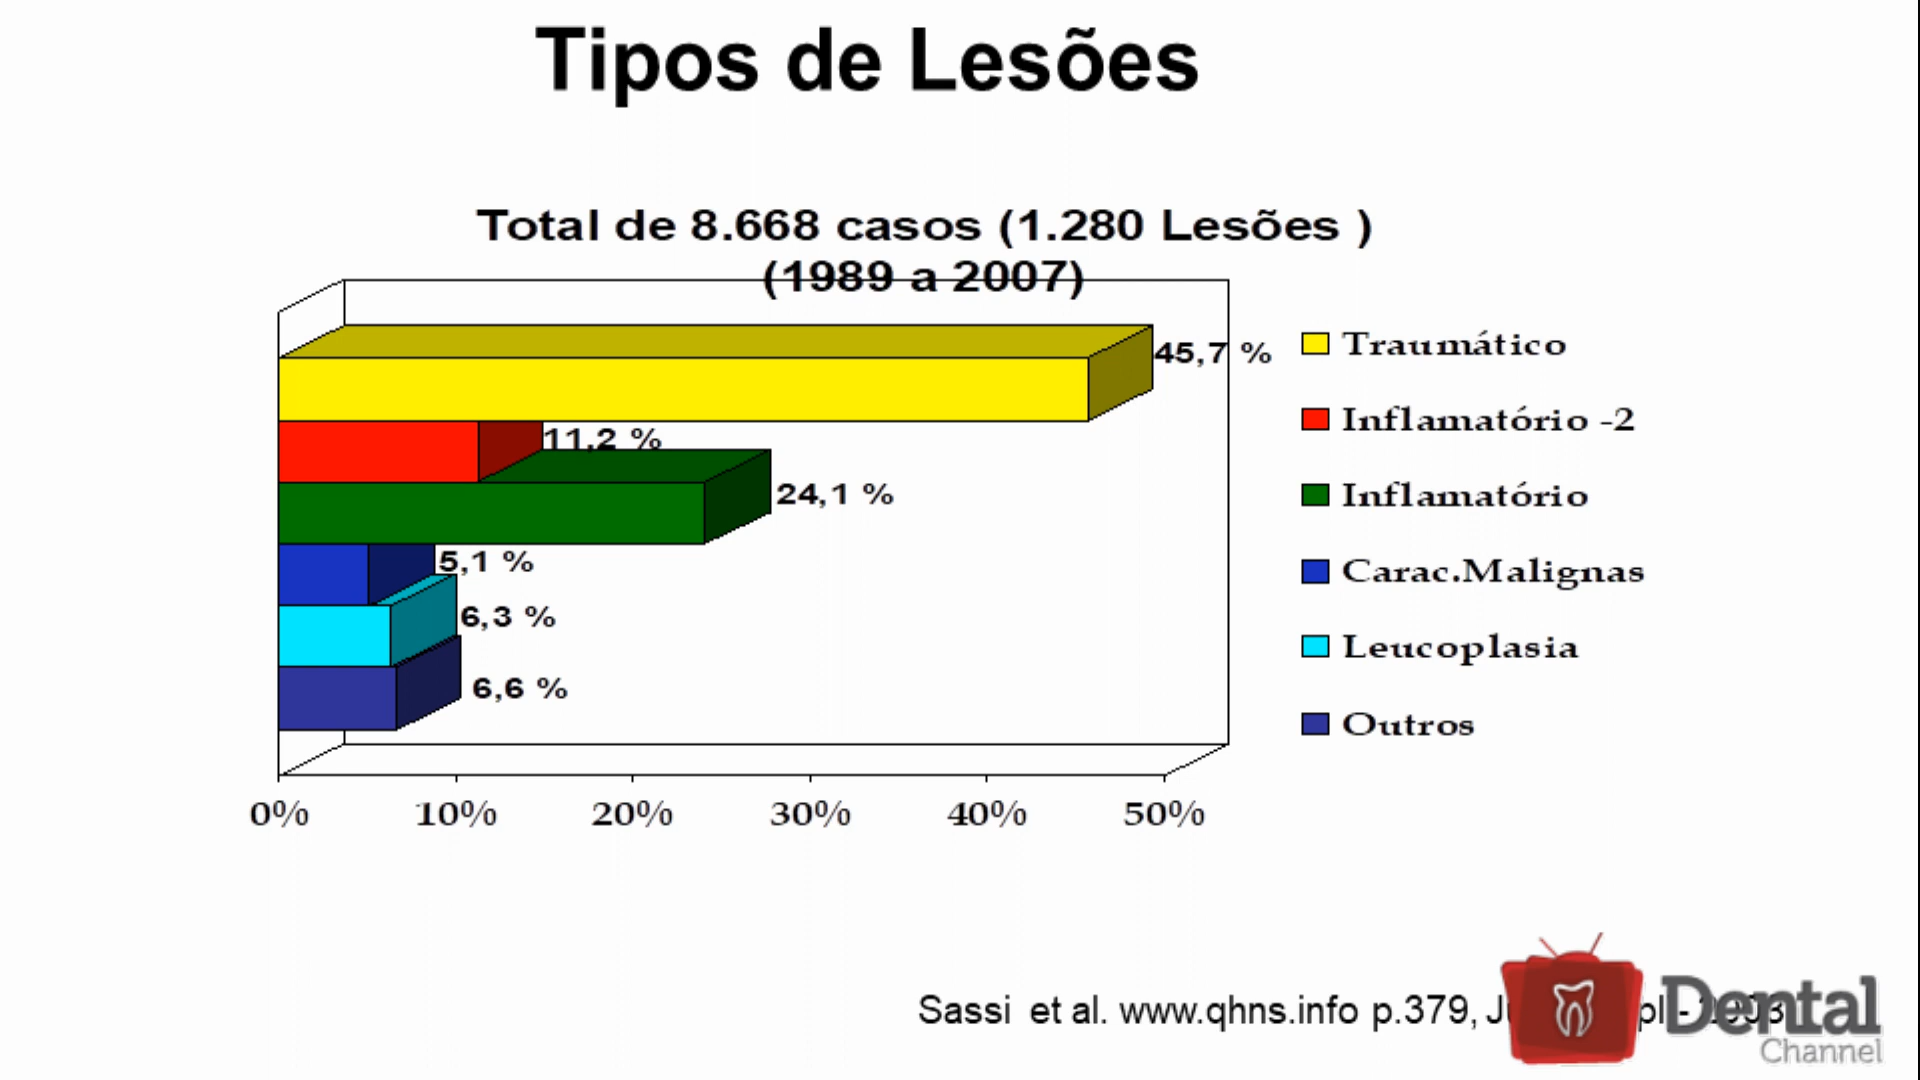 Tipos de Lesões
Total de 8.668 casos (1.280 Lesões )
(1989 a 2007)
45,7 %
11,2 %
24,1 %
5,1 %
6,3 %
6,6 %
Traumático
Inflamatório -2
Inflamatório
Carac.Malignas
Leucoplasia
Outros
0% 10% 20% 30% 40% 50%
Sassi et al. www.qhns.info p.379,
Dental
Channel